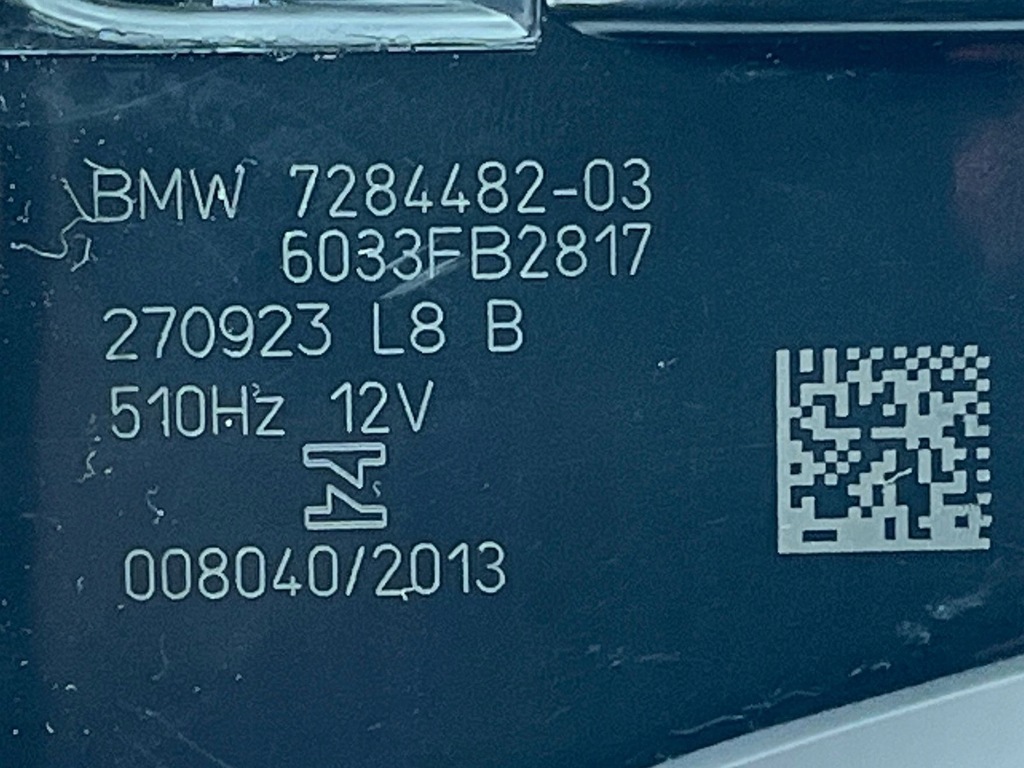 BMW 7284482-03
6033FB2817
270923 L8 B
510Hz 12V
008040/2013